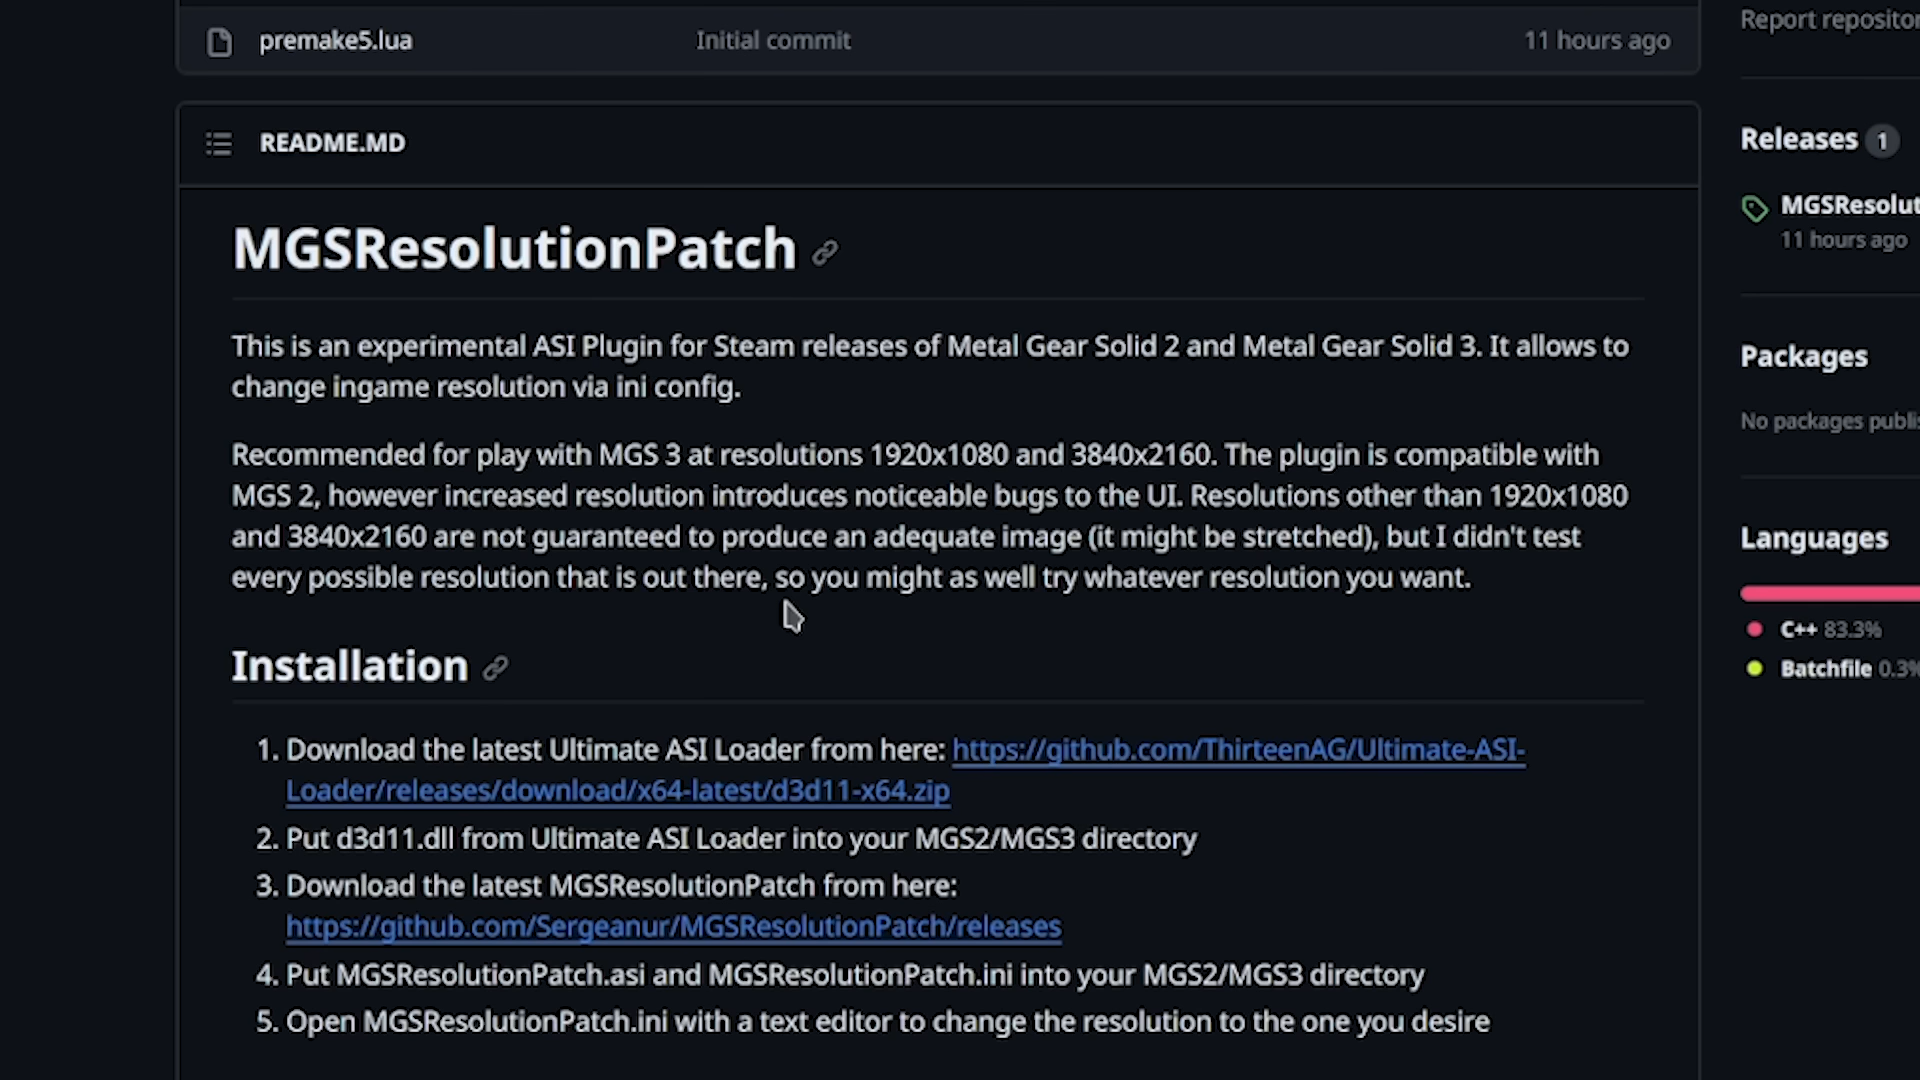 premake5.lua Initial commit 11 hours ago
README.MD
MGSResolutionPatch
This is an experimental ASI Plugin for Steam releases of Metal Gear Solid 2 and Metal Gear Solid 3. It allows to
change ingame resolution via ini config.
Recommended for play with MGS 3 at resolutions 1920x1080 and 3840x2160. The plugin is compatible with
MGS 2, however increased resolution introduces noticeable bugs to the UI. Resolutions other than 1920x1080
and 3840x2160 are not guaranteed to produce an adequate image (it might be stretched), but I didn't test
every possible resolution that is out there, so you might as well try whatever resolution you want.
Installation
1. Download the latest Ultimate ASI Loader from here: https://github.com/ThirteenAG/Ultimate-ASI-
Loader/releases/download/x64-latest/d3d11-x64.zip
2. Put d3d11.dll from Ultimate ASI Loader into your MGS2/MGS3 directory
3. Download the latest MGSResolutionPatch from here:
https://github.com/Sergeanur/MGSResolutionPatch/releases
4. Put MGSResolutionPatch.asi and MGSResolutionPatch.ini into your MGS2/MGS3 directory
5. Open MGSResolutionPatch.ini with a text editor to change the resolution to the one you desire
Report repositor
Releases 1
MGSResolut
11 hours ago
Packages
No packages publis
Languages
C++ 83.3%
Batchfile 0.3%